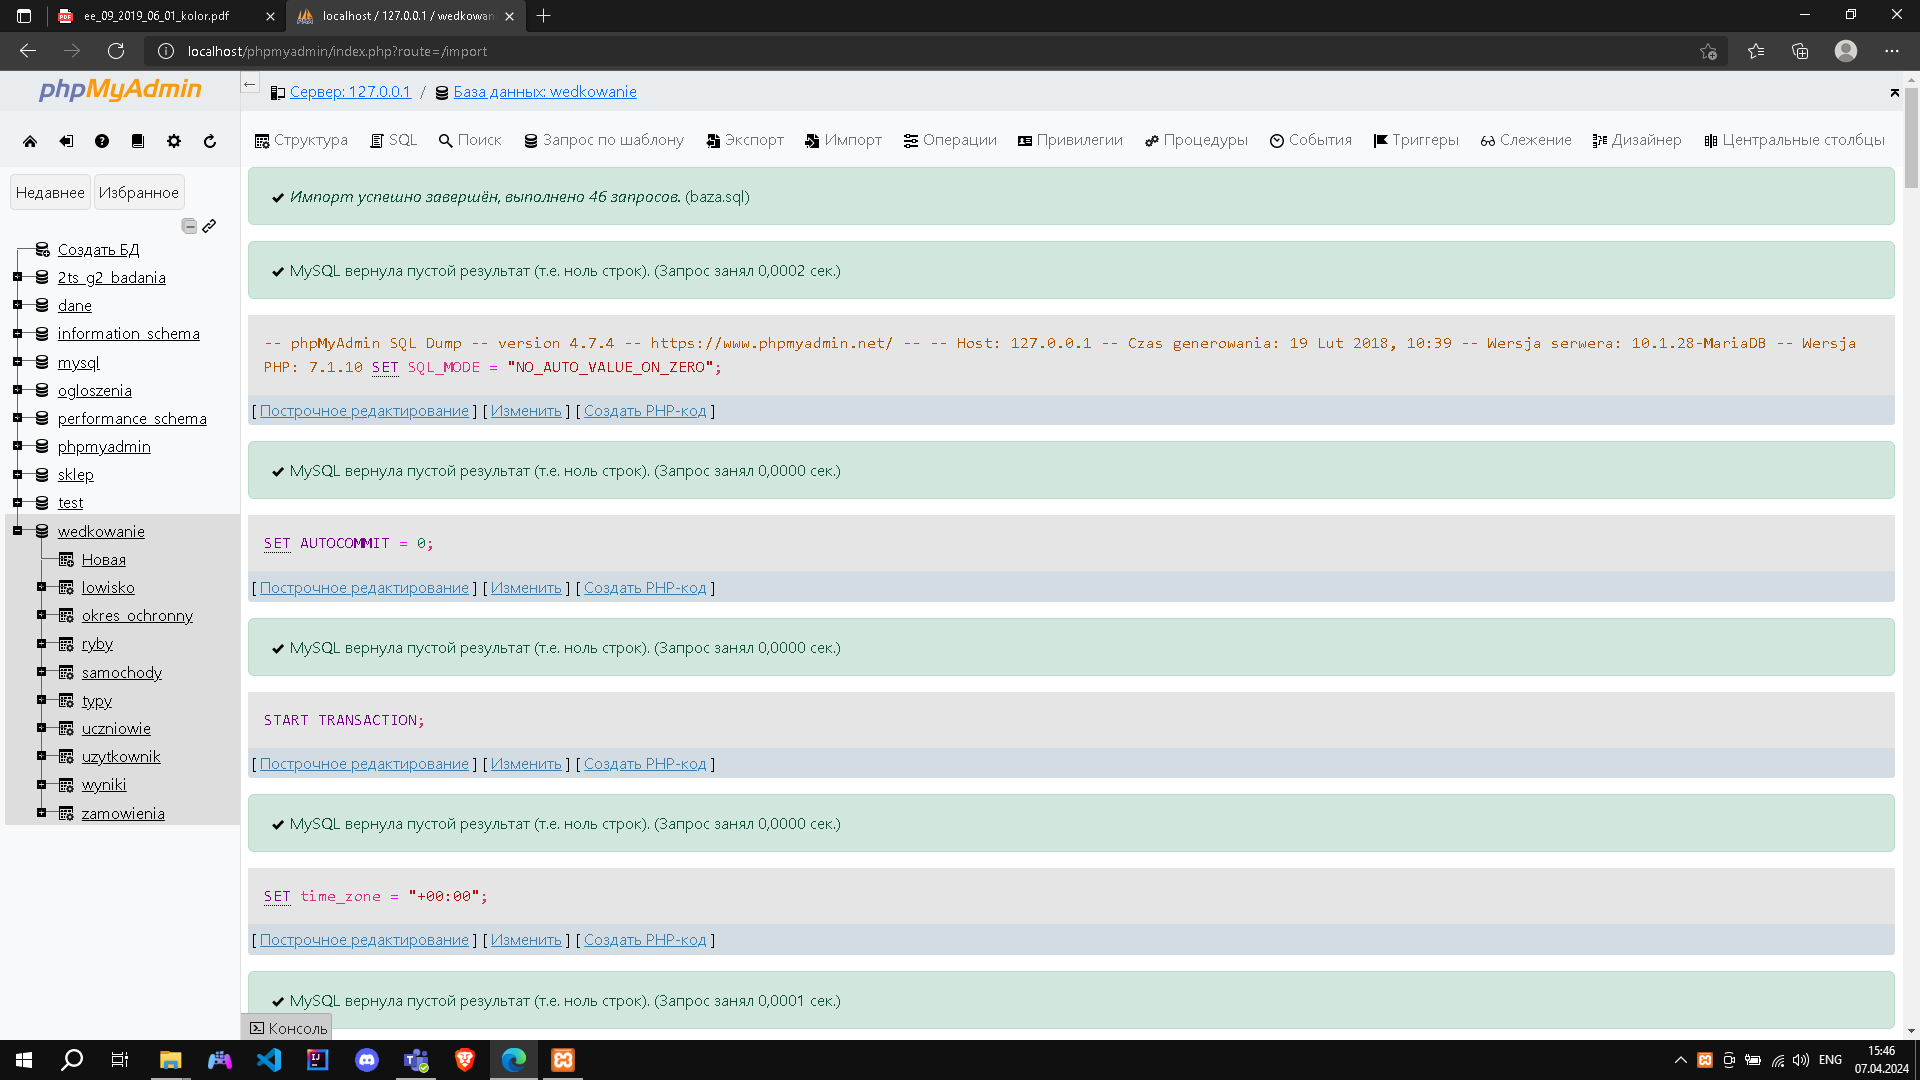 ee_09_2019_06_01_kolor.pdf
localhost / 127.0.0.1 / wedkowan
localhost/phpmyadmin/index.php?route=/import
phpMyAdmin
Сервер: 127.0.0.1 / База данных: wedkowanie
Структура SQL Поиск Запрос по шаблону Экспорт Импорт Операции Привилегии Процедуры События Триггеры Слежение Дизайнер Центральные столбцы
Недавнее Избранное
Создать БД
2ts_g2_badania
dane
information_schema
mysql
ogloszenia
performance_schema
phpmyadmin
sklep
test
wedkowanie
Новая
lowisko
okres_ochronny
ryby
samochody
typy
uczniowie
uzytkownik
wyniki
zamowienia
Импорт успешно завершён, выполнено 46 запросов. (baza.sql)
MySQL вернула пустой результат (т.е. ноль строк). (Запрос занял 0,0002 сек.)
-- phpMyAdmin SQL Dump -- version 4.7.4 -- https://www.phpmyadmin.net/ -- -- Host: 127.0.0.1 -- Czas generowania: 19 Lut 2018, 10:39 -- Wersja serwera: 10.1.28-MariaDB -- Wersja
PHP: 7.1.10 SET SQL_MODE = "NO_AUTO_VALUE_ON_ZERO";
[ Построчное редактирование ] [ Изменить ] [ Создать PHP-код ]
MySQL вернула пустой результат (т.е. ноль строк). (Запрос занял 0,0000 сек.)
SET AUTOCOMMIT = 0;
[ Построчное редактирование ] [ Изменить ] [ Создать PHP-код ]
MySQL вернула пустой результат (т.е. ноль строк). (Запрос занял 0,0000 сек.)
START TRANSACTION;
[ Построчное редактирование ] [ Изменить ] [ Создать PHP-код ]
MySQL вернула пустой результат (т.е. ноль строк). (Запрос занял 0,0000 сек.)
SET time_zone = "+00:00";
[ Построчное редактирование ] [ Изменить ] [ Создать PHP-код ]
MySQL вернула пустой результат (т.е. ноль строк). (Запрос занял 0,0001 сек.)
Консоль
ENG
15:46
07.04.2024